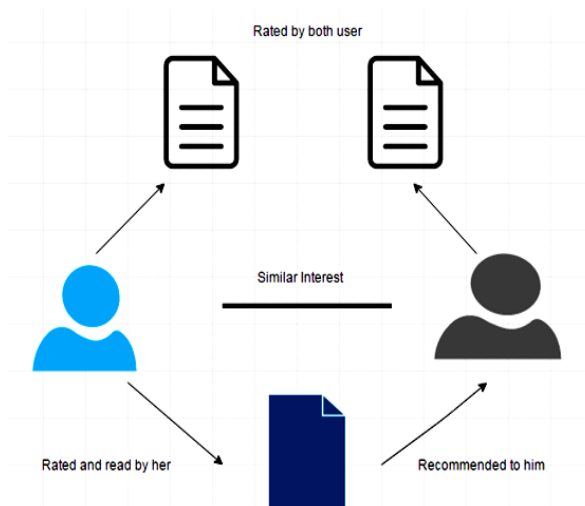 Rated by both user
Similar Interest
Rated and read by her
Recommended to him